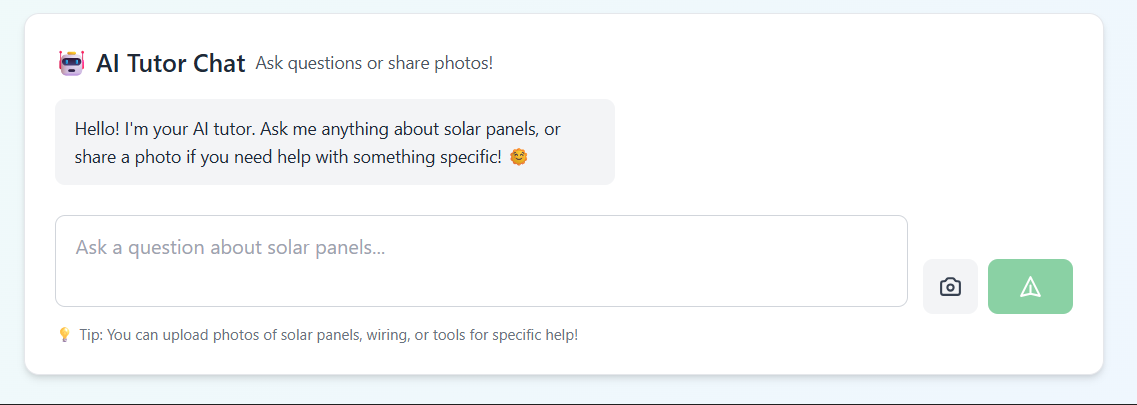 AI Tutor Chat Ask questions or share photos!
Hello! I'm your AI tutor. Ask me anything about solar panels, or
share a photo if you need help with something specific! 🌞
Ask a question about solar panels...
💡 Tip: You can upload photos of solar panels, wiring, or tools for specific help!